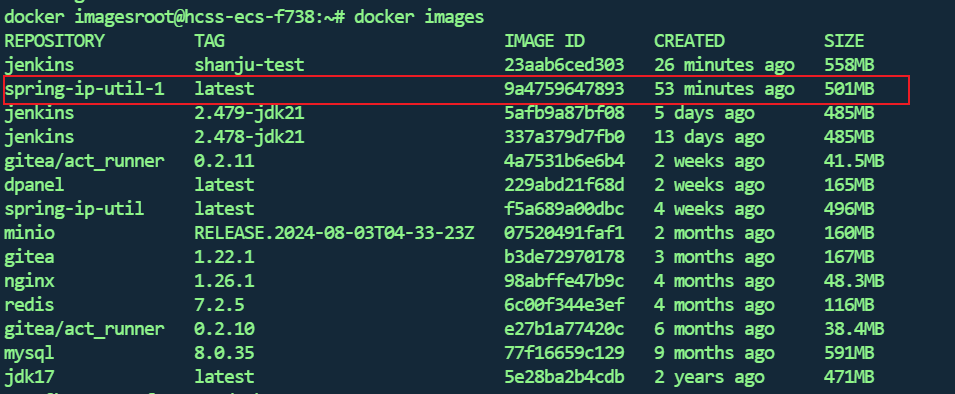 docker imagesroot@hcss-ecs-f738:~# docker images
REPOSITORY TAG IMAGE ID CREATED SIZE
jenkins shanju-test 23aab6ced303 26 minutes ago 558MB
spring-ip-util-1 latest 9a4759647893 53 minutes ago 501MB
jenkins 2.479-jdk21 5afb9a87bf08 5 days ago 485MB
jenkins 2.478-jdk21 337a379d7fb0 13 days ago 485MB
gitea/act_runner 0.2.11 4a7531b6e6b4 2 weeks ago 41.5MB
dpanel latest 229abd21f68d 2 weeks ago 165MB
spring-ip-util latest f5a689a00dbc 4 weeks ago 496MB
minio RELEASE.2024-08-03T04-33-23Z 07520491faf1 2 months ago 160MB
gitea 1.22.1 b3de72970178 3 months ago 167MB
nginx 1.26.1 98abffe47b9c 4 months ago 48.3MB
redis 7.2.5 6c00f344e3ef 4 months ago 116MB
gitea/act_runner 0.2.10 e27b1a77420c 6 months ago 38.4MB
mysql 8.0.35 77f16659c129 9 months ago 591MB
jdk17 latest 5e28ba2b4cdb 2 years ago 471MB